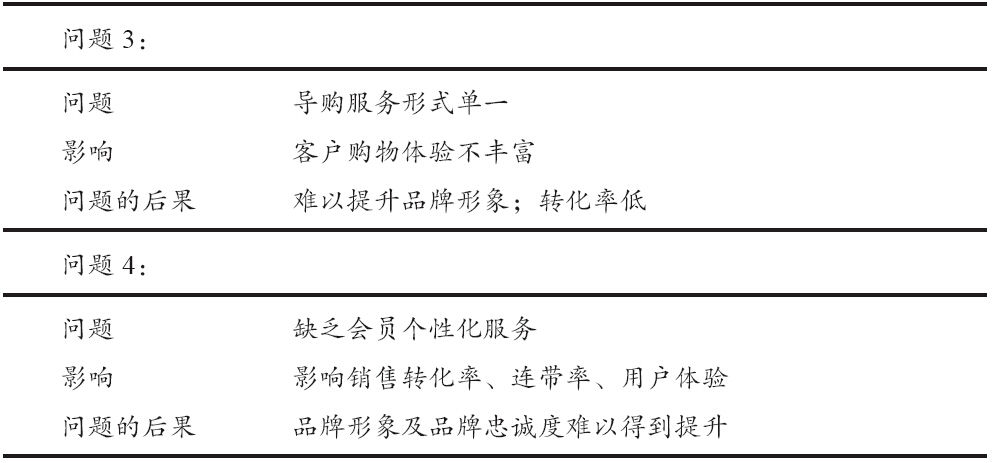 问题 3：
问题 导购服务形式单一
影响 客户购物体验不丰富
问题的后果 难以提升品牌形象；转化率低
问题 4：
问题 缺乏会员个性化服务
影响 影响销售转化率、连带率、用户体验
问题的后果 品牌形象及品牌忠诚度难以得到提升